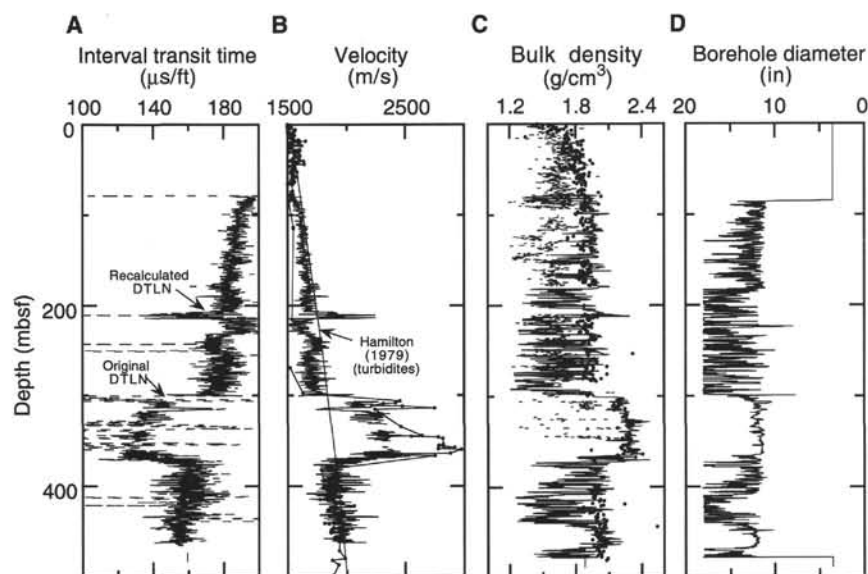 A
Interval transit time
(μs/ft)
100 140 180
B
Velocity
(m/s)
1500 2500
C
Bulk density
(g/cm³)
1.2 1.8 2.4
D
Borehole diameter
(in)
20 10 0
Depth (mbsf)
0
200
400
Recalculated
DTLN
Original
DTLN
Hamilton
(1979)
(turbidites)